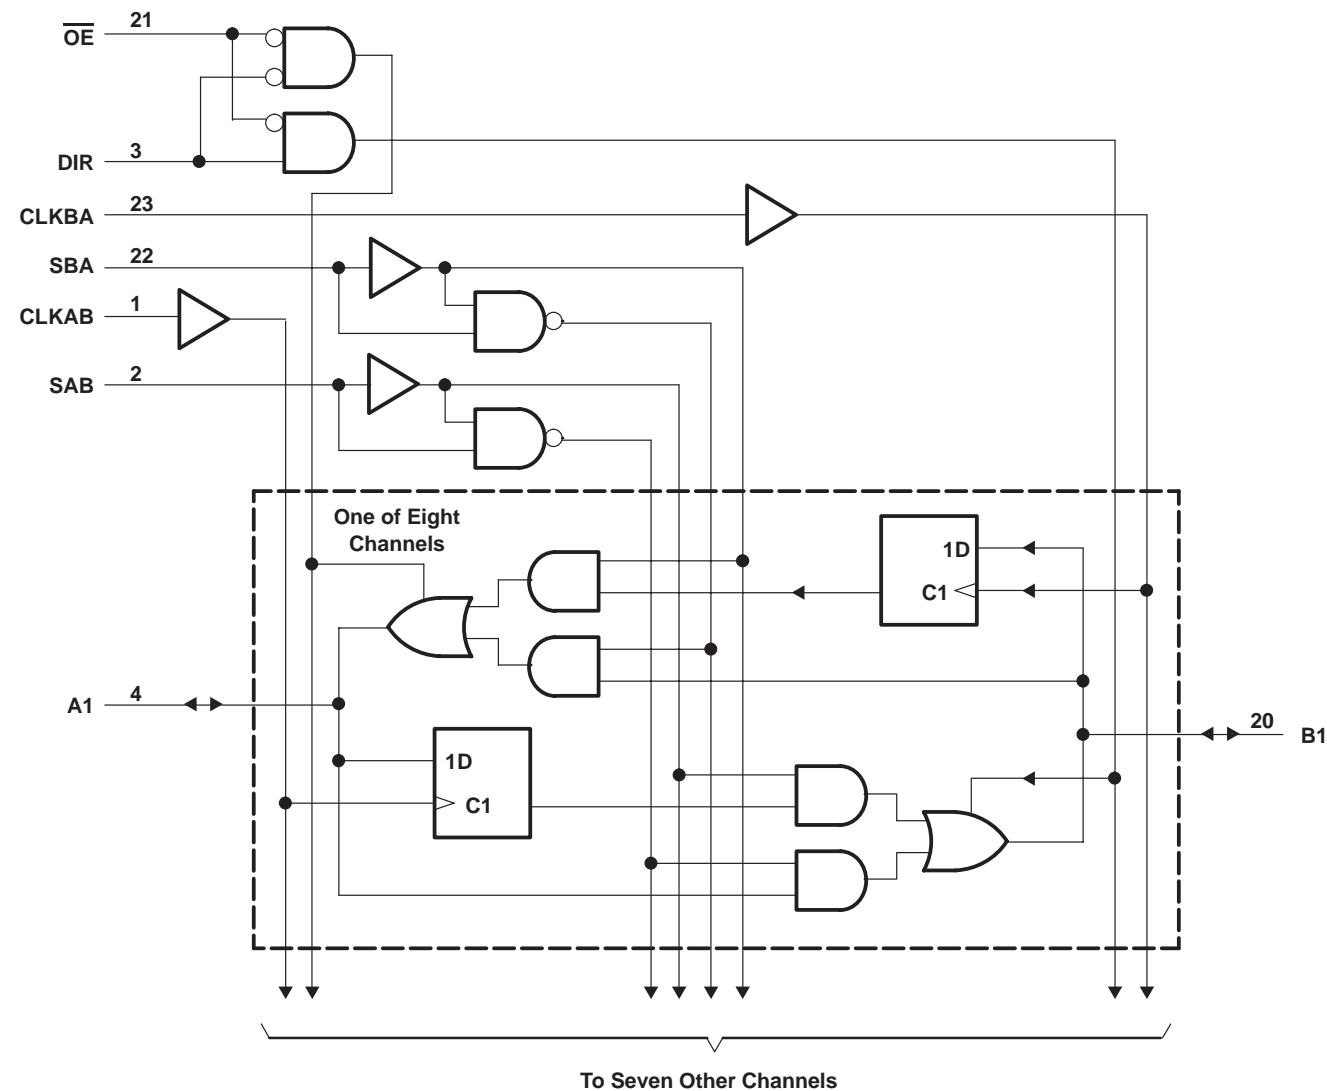 OE 21
DIR 3
CLKBA 23
SBA 22
CLKAB 1
SAB 2
One of Eight
Channels
1D
C1
A1 4
1D
C1
20 B1
To Seven Other Channels